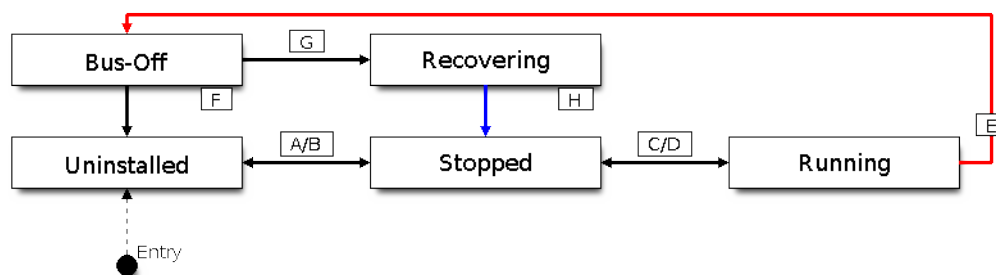 G
Bus-Off
Recovering
F
H
A/B
C/D
E
Uninstalled
Stopped
Running
Entry